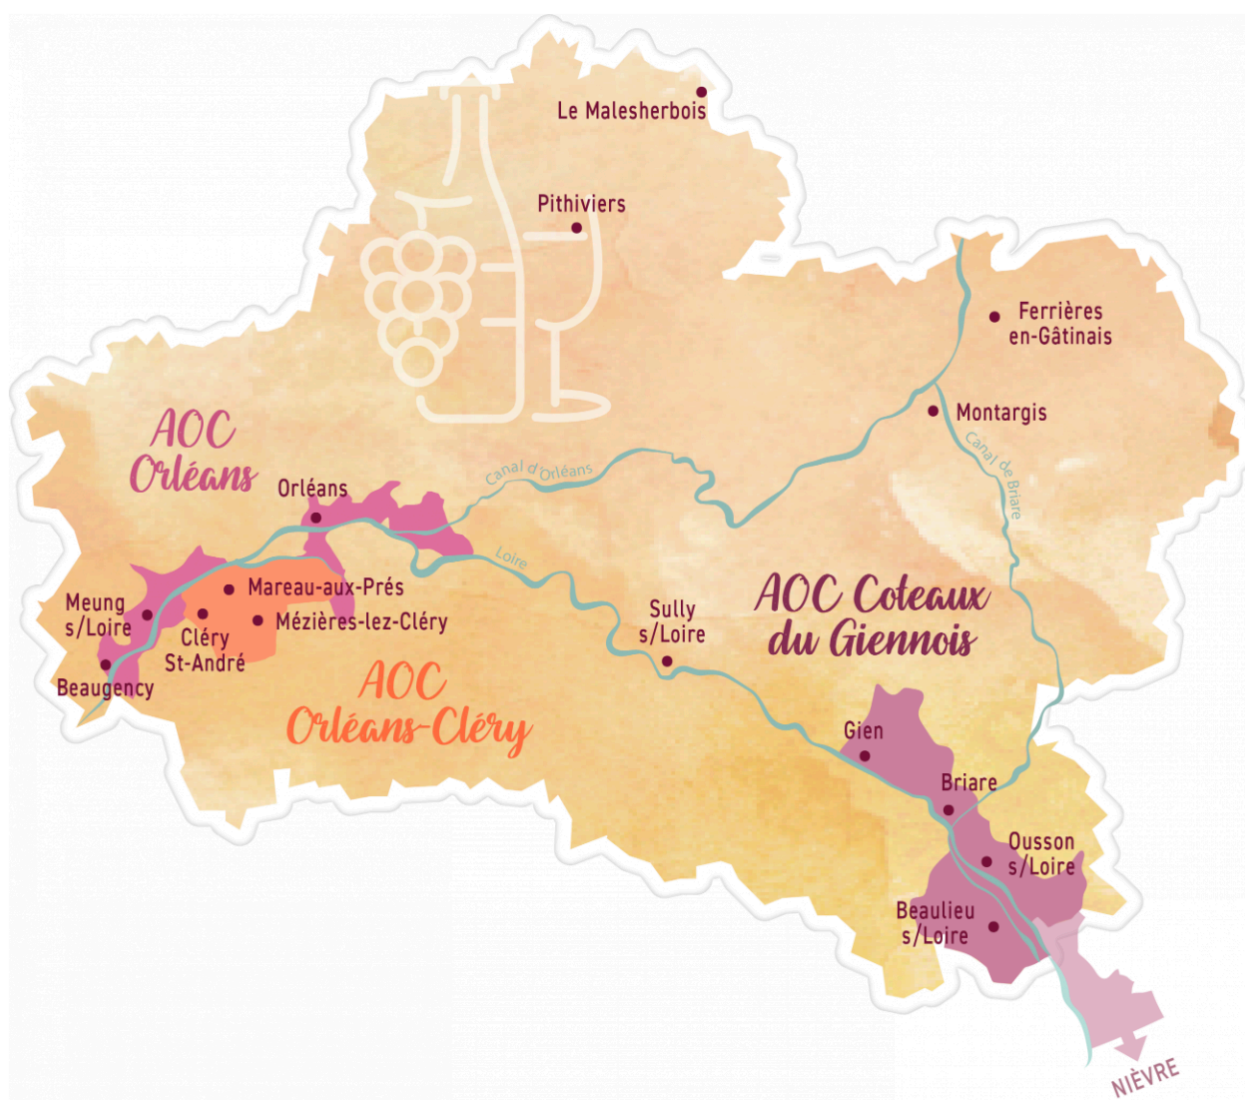 Le Malesherbois
Pithiviers
Ferrières
en-Gâtinais
Montargis
AOC
Orléans
Orléans
Canal d'Orléans
Canal de Briare
Loire
Mareau-aux-Prés
Meung
s/Loire
Mézières-lez-Cléry
Cléry
St-André
Beaugency
AOC
Orléans-Cléry
Sully
s/Loire
AOC Coteaux
du Giennois
Gien
Briare
Ousson
s/Loire
Beaulieu
s/Loire
NIÈVRE